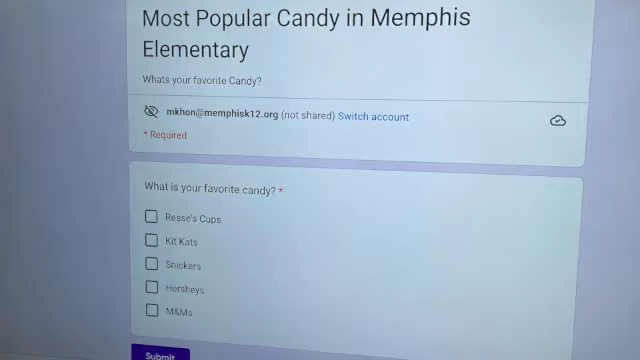 Most Popular Candy in Memphis
Elementary
Whats your favorite Candy?
mkhon@memphisk12.org (not shared) Switch account
* Required
What is your favorite candy? *
Resse's Cups
Kit Kats
Snickers
Hersheys
M&Ms
Submit